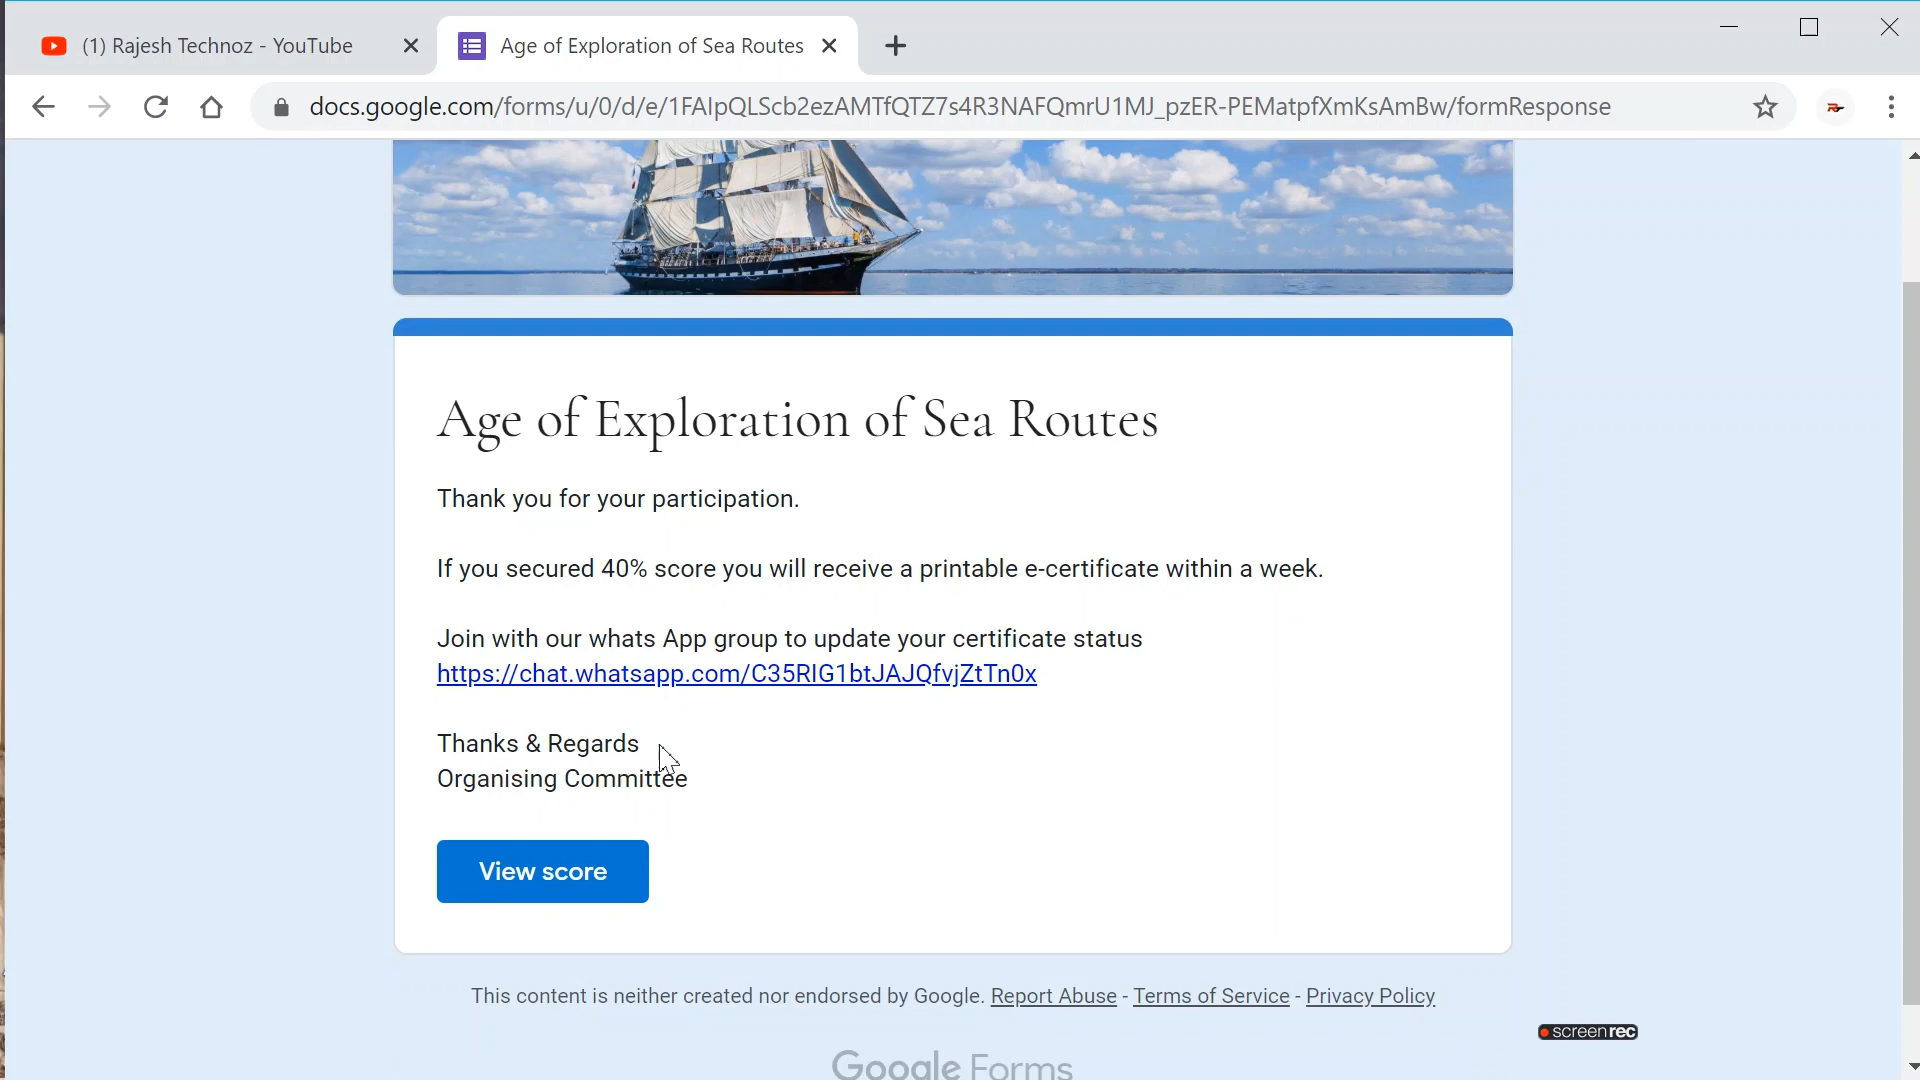 (1) Rajesh Technoz - YouTube
Age of Exploration of Sea Routes
docs.google.com/forms/u/0/d/e/1FAIpQLScb2ezAMTfQTZ7s4R3NAFQmrU1MJ_pzER-PEMatpfXmKsAmBw/formResponse
Age of Exploration of Sea Routes
Thank you for your participation.
If you secured 40% score you will receive a printable e-certificate within a week.
Join with our whats App group to update your certificate status
https://chat.whatsapp.com/C35RIG1btJAJQfvjZtTn0x
Thanks & Regards
Organising Committee
View score
This content is neither created nor endorsed by Google. Report Abuse - Terms of Service - Privacy Policy
screenrec
Google Forms